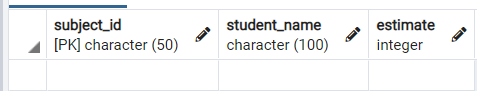 subject_id student_name estimate
[PK] character (50) character (100) integer